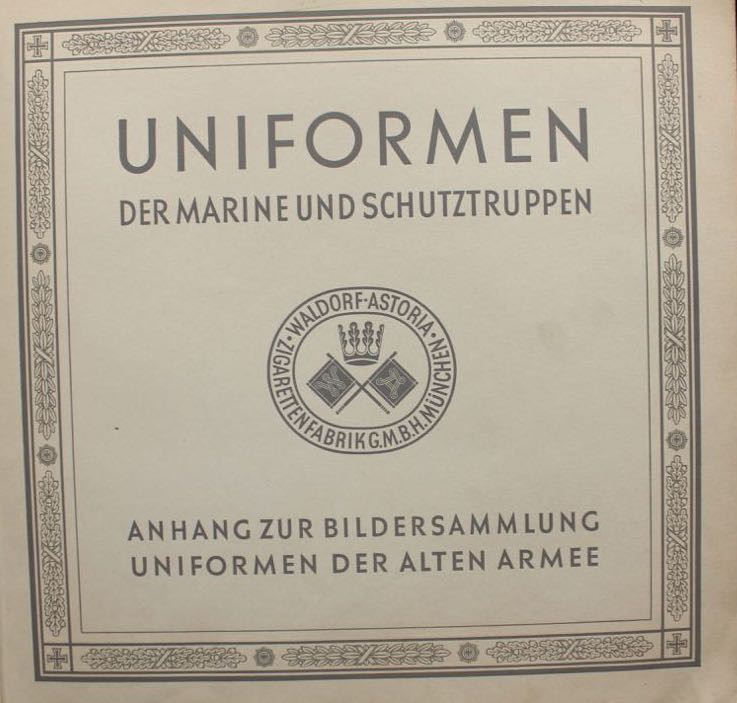 UNIFORMEN
DER MARINE UND SCHUTZTRUPPEN
· WALDORF-ASTORIA · ZIGARETTENFABRIK G.M.B.H. MÜNCHEN
W A
ANHANG ZUR BILDERSAMMLUNG
UNIFORMEN DER ALTEN ARMEE